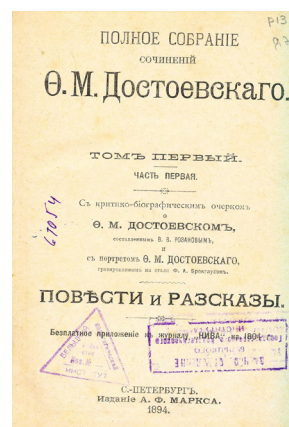 Р13
ПОЛНОЕ СОБРАНІЕ
СОЧИНЕНІЙ
Ѳ. М. ДОСТОЕВСКАГО.
ТОМЪ ПЕРВЫЙ.
ЧАСТЬ ПЕРВАЯ.
Съ критико-біографическимъ очеркомъ
о
Ѳ. М. ДОСТОЕВСКОМЪ,
составленнымъ В. В. РОЗАНОВЫМЪ,
и
съ портретомъ Ѳ. М. ДОСТОЕВСКАГО,
гравированнымъ на стали Ф. А. Брокгаузомъ.
ПОВѢСТИ и РАЗСКАЗЫ.
Безплатное приложеніе къ журналу „НИВА“ на 1894
С.-ПЕТЕРБУРГЪ.
Изданіе А. Ф. МАРКСА.
1894.